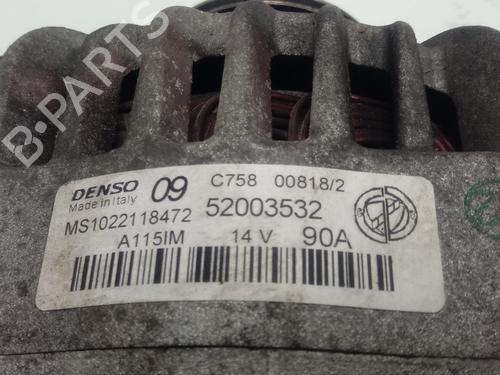 B-PARTS
DENSO 09 C758 00818/2
Made in Italy
MS1022118472 52003532
A115IM 14 V 90A